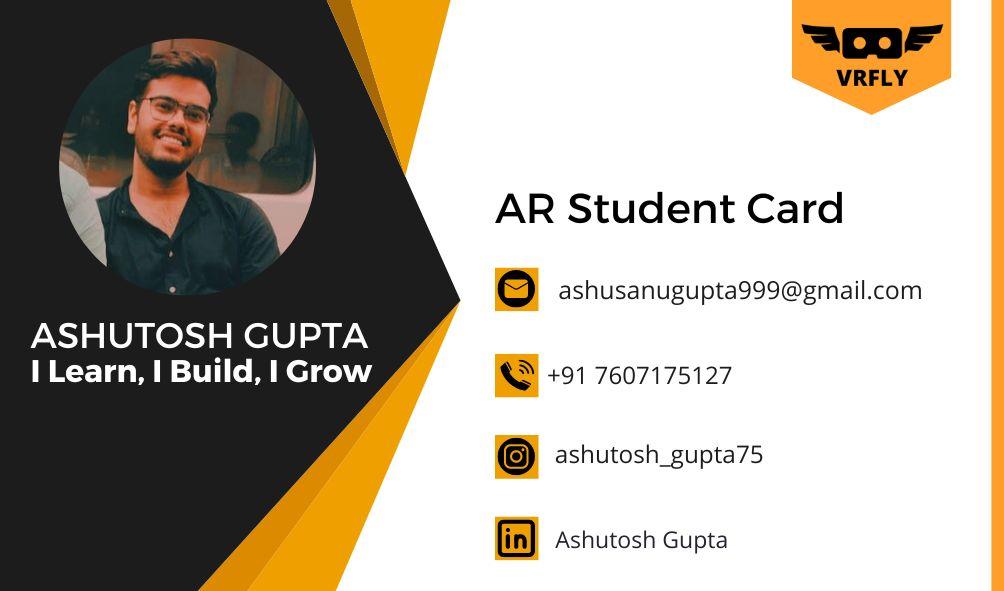 VRFLY
AR Student Card
ashusanugupta999@gmail.com
+91 7607175127
ashutosh_gupta75
Ashutosh Gupta
ASHUTOSH GUPTA
I Learn, I Build, I Grow